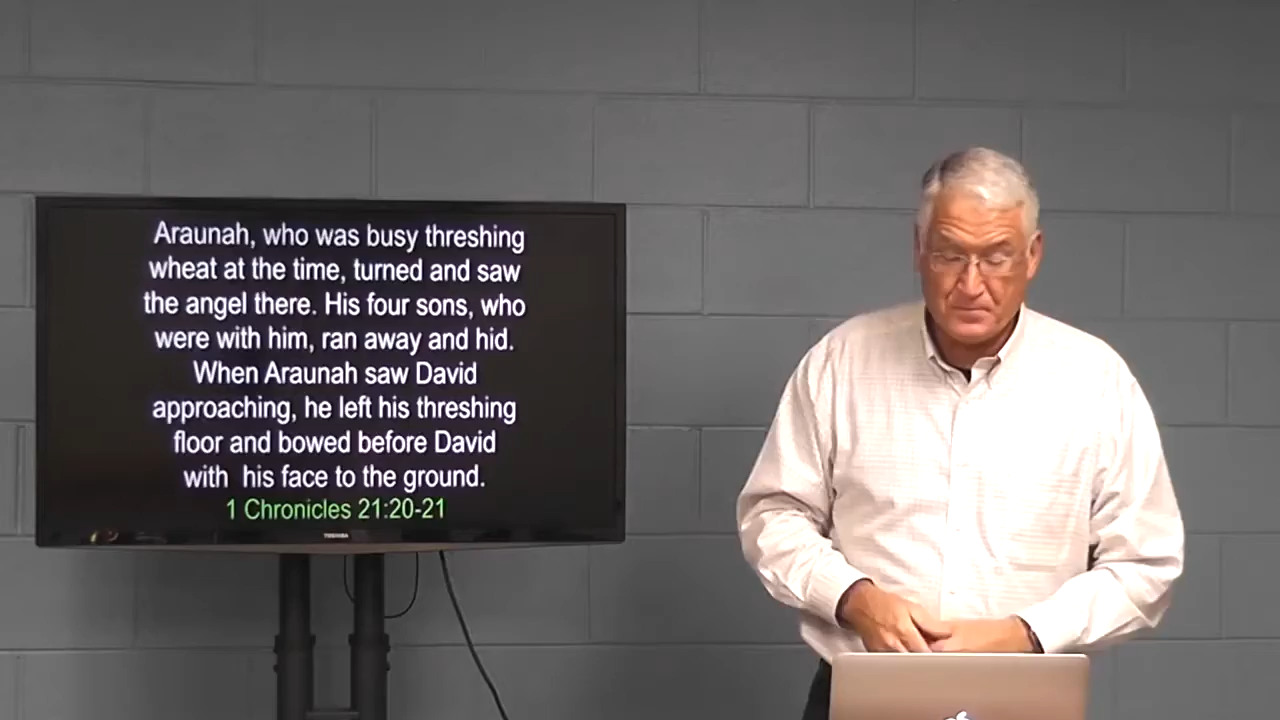 Araunah, who was busy threshing
wheat at the time, turned and saw
the angel there. His four sons, who
were with him, ran away and hid.
When Araunah saw David
approaching, he left his threshing
floor and bowed before David
with his face to the ground.
1 Chronicles 21:20-21
TOSHIBA